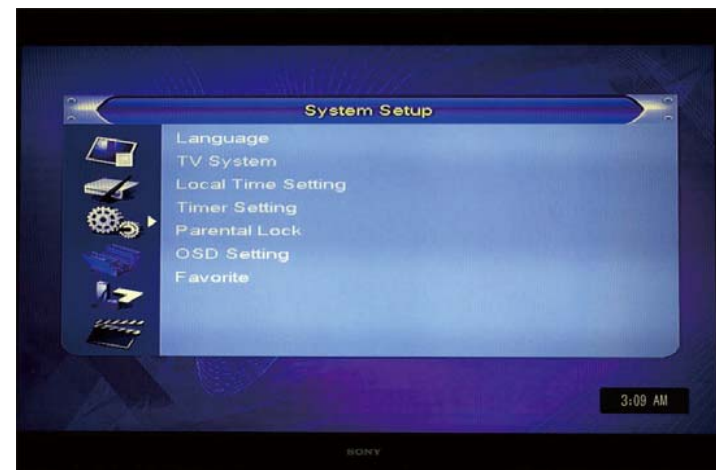 System Setup
Language
TV System
Local Time Setting
Timer Setting
Parental Lock
OSD Setting
Favorite
3:09 AM
SONY